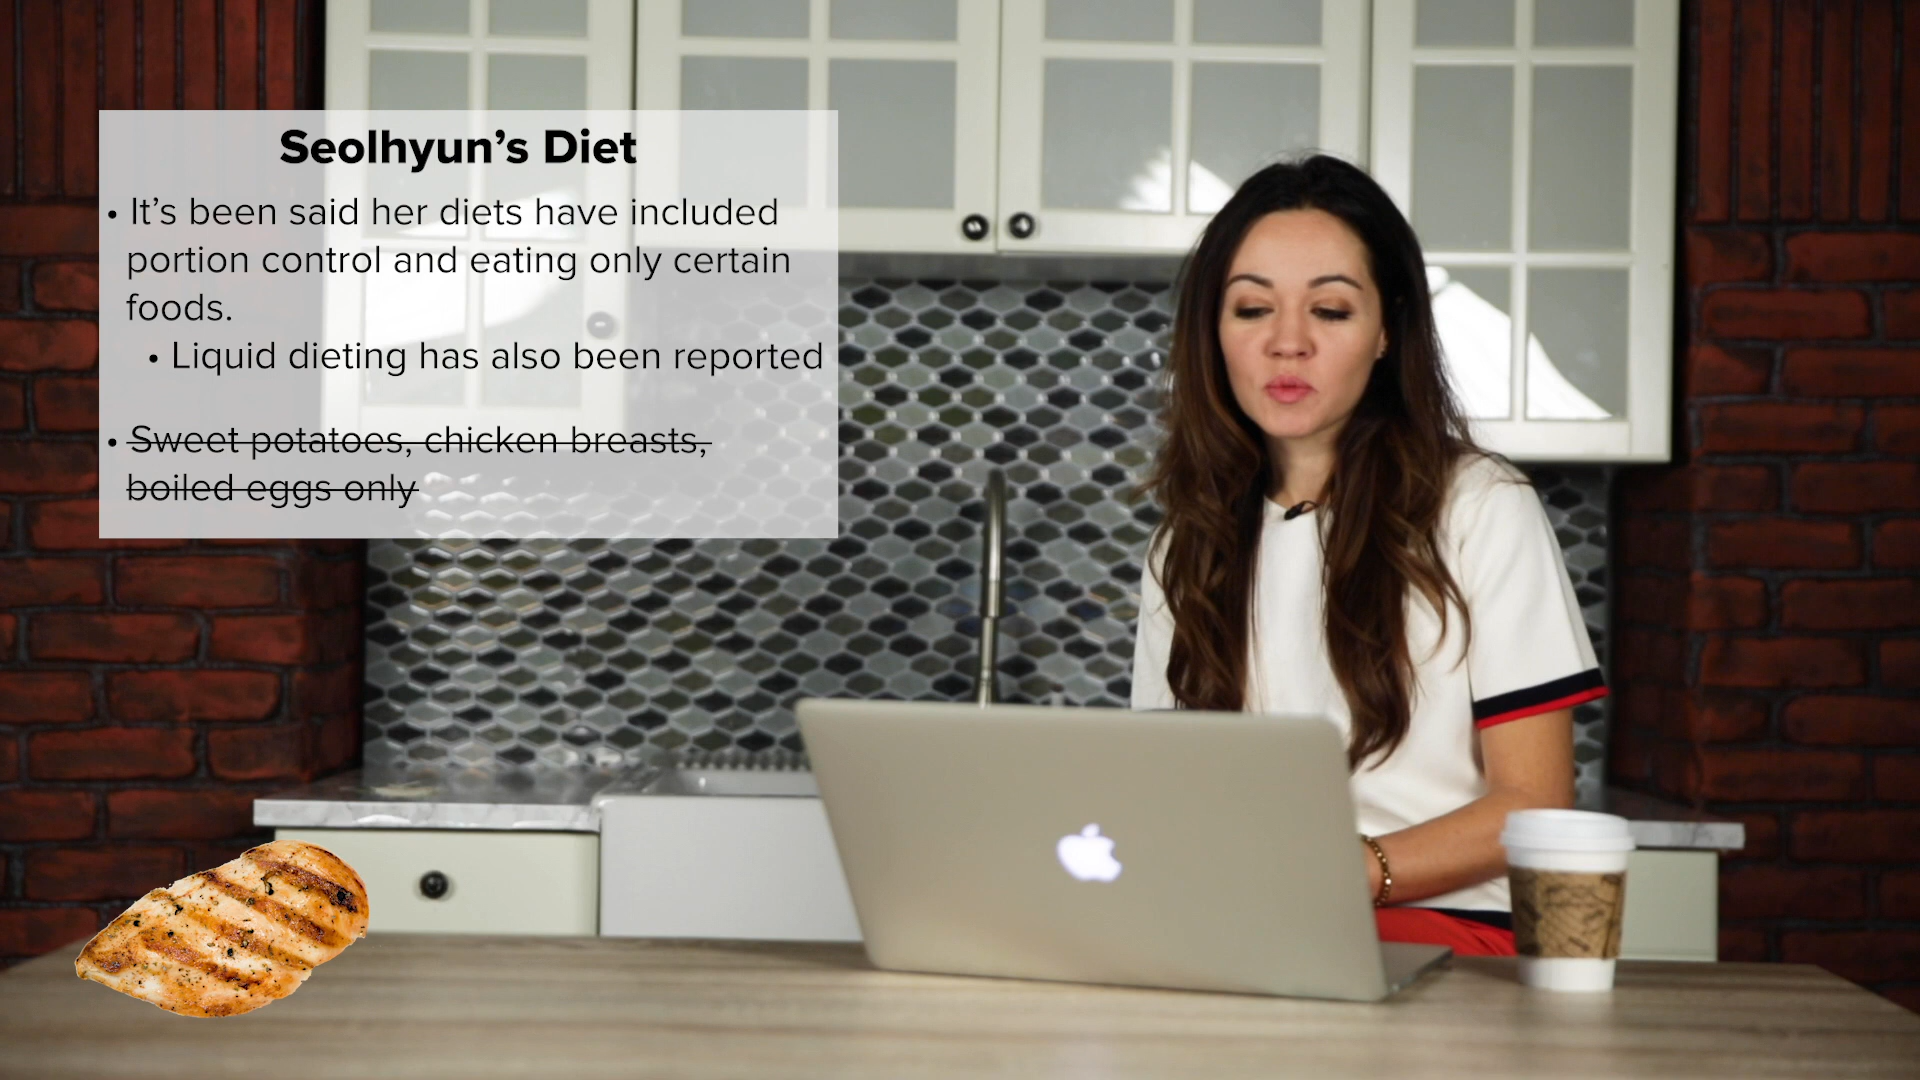 Seolhyun's Diet
• It's been said her diets have included
portion control and eating only certain
foods.
• Liquid dieting has also been reported
• Sweet potatoes, chicken breasts,
boiled eggs only